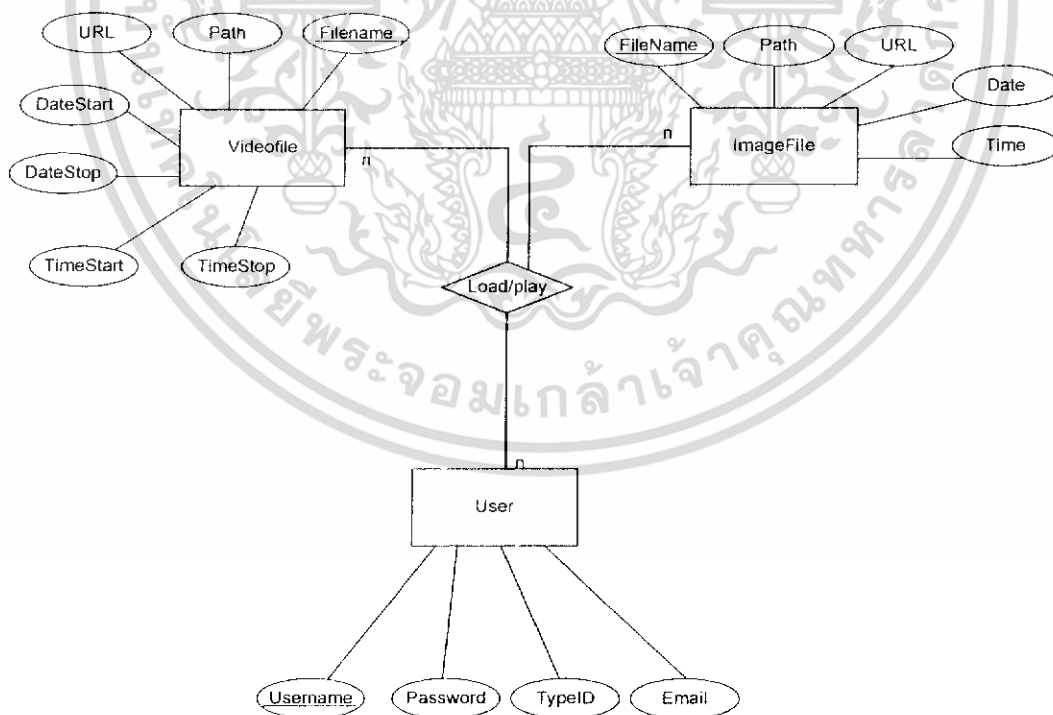 URL
Path
Filename
FileName
Path
URL
DateStart
Date
Videofile
n
n
ImageFile
Time
DateStop
TimeStart
TimeStop
Load/play
พระจอมเกล้าเจ้าคุณทหาร
n
User
Username
Password
TypeID
Email